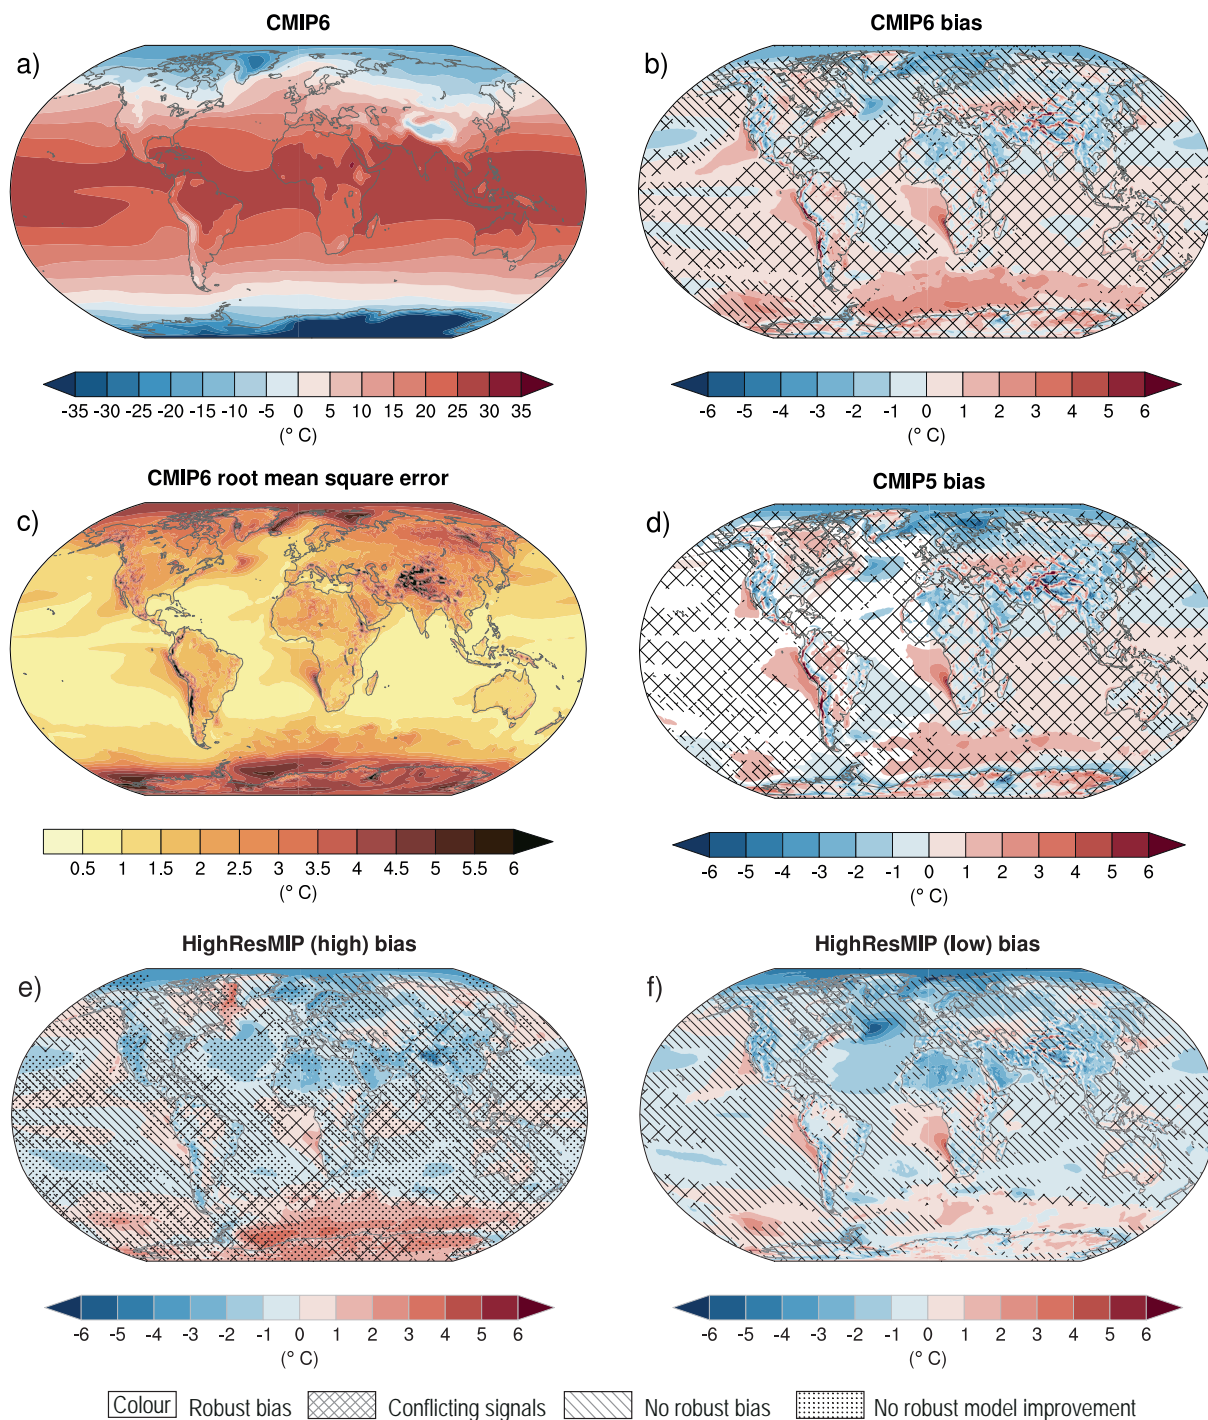 CMIP6
CMIP6 bias
a)
b)
-35 -30 -25 -20 -15 -10 -5 0 5 10 15 20 25 30 35
(° C)
-6 -5 -4 -3 -2 -1 0 1 2 3 4 5 6
(° C)
CMIP6 root mean square error
CMIP5 bias
c)
d)
0.5 1 1.5 2 2.5 3 3.5 4 4.5 5 5.5 6
(° C)
-6 -5 -4 -3 -2 -1 0 1 2 3 4 5 6
(° C)
HighResMIP (high) bias
HighResMIP (low) bias
e)
f)
-6 -5 -4 -3 -2 -1 0 1 2 3 4 5 6
(° C)
-6 -5 -4 -3 -2 -1 0 1 2 3 4 5 6
(° C)
Colour Robust bias Conflicting signals No robust bias No robust model improvement